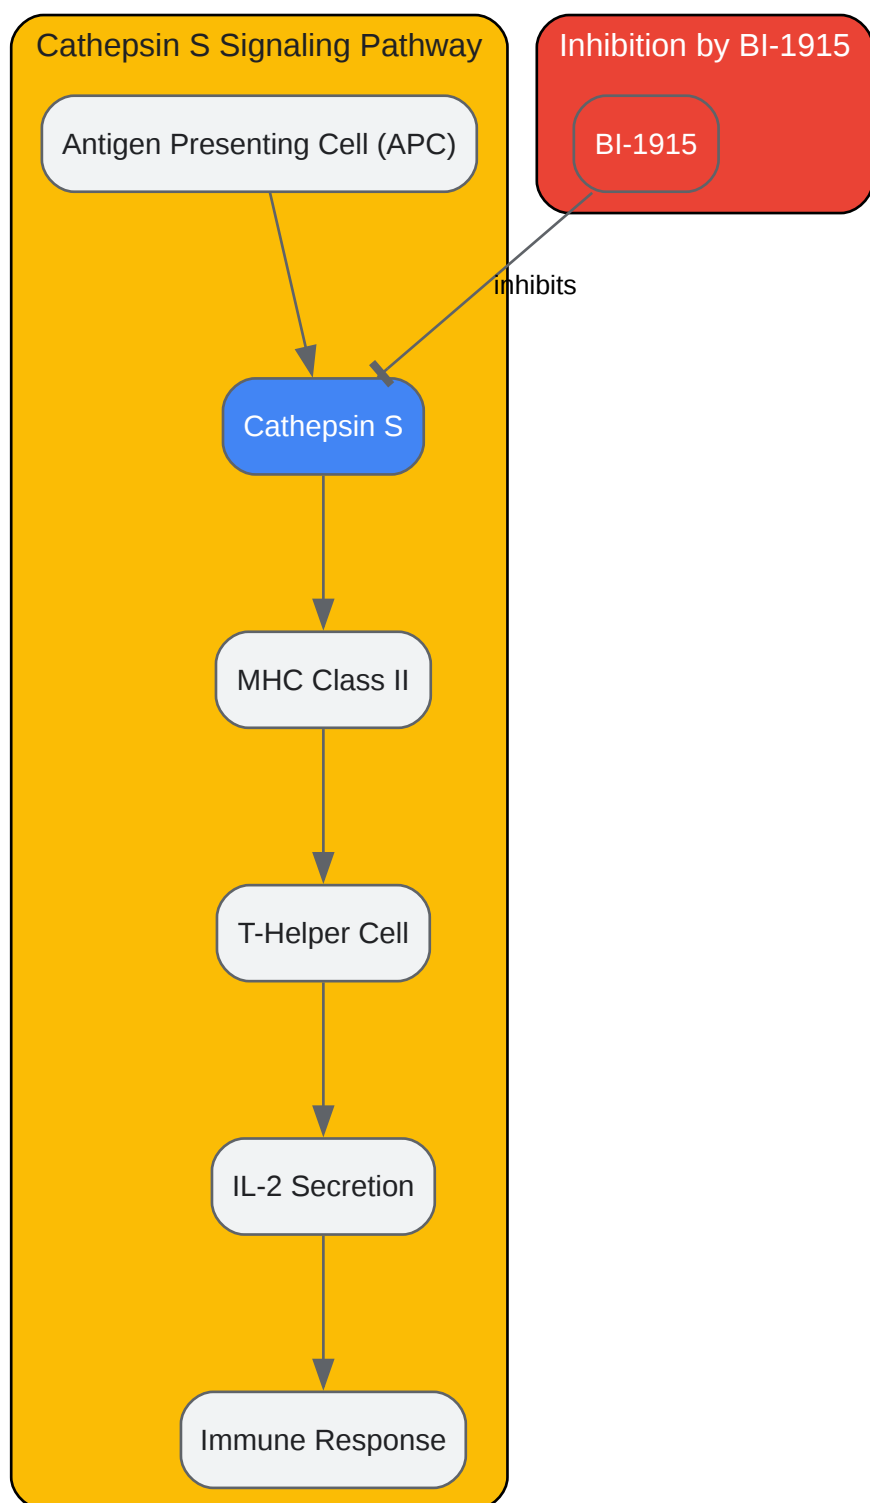 Cathepsin S Signaling Pathway
Inhibition by BI-1915
Antigen Presenting Cell (APC)
BI-1915
inhibits
Cathepsin S
MHC Class II
T-Helper Cell
IL-2 Secretion
Immune Response